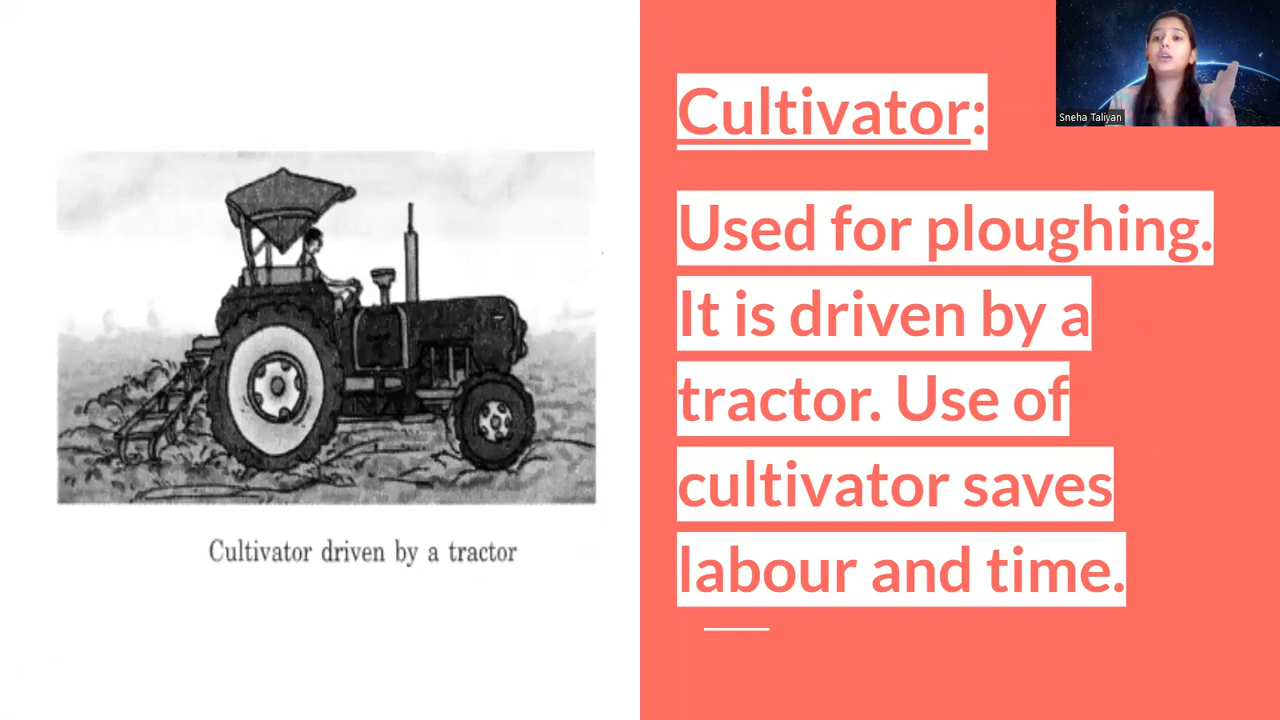 Cultivator:
Sneha Taliyan
Used for ploughing.
It is driven by a
tractor. Use of
cultivator saves
labour and time.
Cultivator driven by a tractor